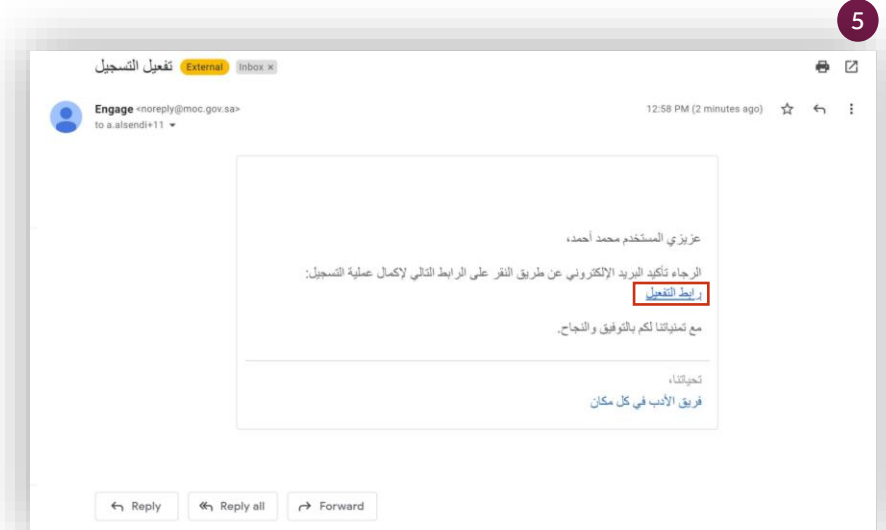 5
تفعيل التسجيل External Inbox ×
Engage <noreply@moc.gov.sa>
12:58 PM (2 minutes ago)
to a.alsendi+11
عزيزي المستخدم محمد أحمد،
الرجاء تأكيد البريد الإلكتروني عن طريق النقر على الرابط التالي لإكمال عملية التسجيل:
رابط التفعيل
مع تمنياتنا لكم بالتوفيق والنجاح.
تحياتنا،
فريق الأدب في كل مكان
Reply
Reply all
Forward